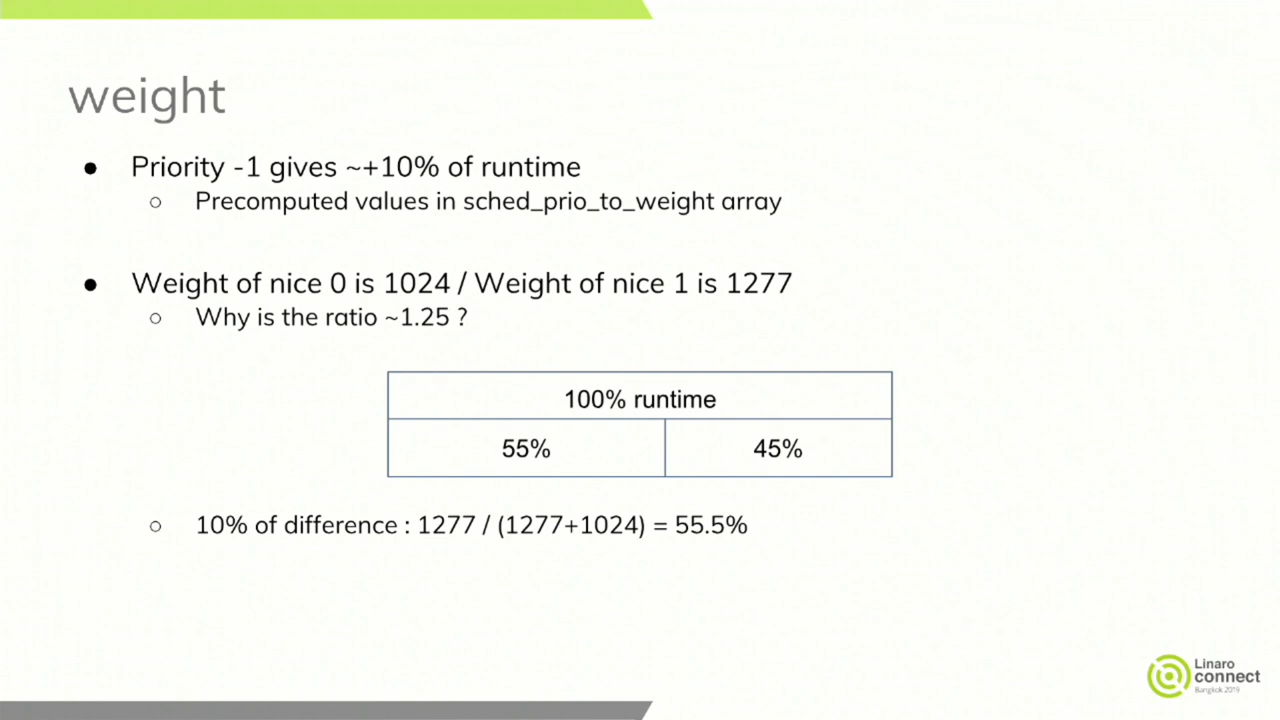 weight
● Priority -1 gives ~+10% of runtime
○ Precomputed values in sched_prio_to_weight array
● Weight of nice 0 is 1024 / Weight of nice 1 is 1277
○ Why is the ratio ~1.25 ?
100% runtime
55% 45%
○ 10% of difference : 1277 / (1277+1024) = 55.5%
Linaro
connect
Bangkok 2019